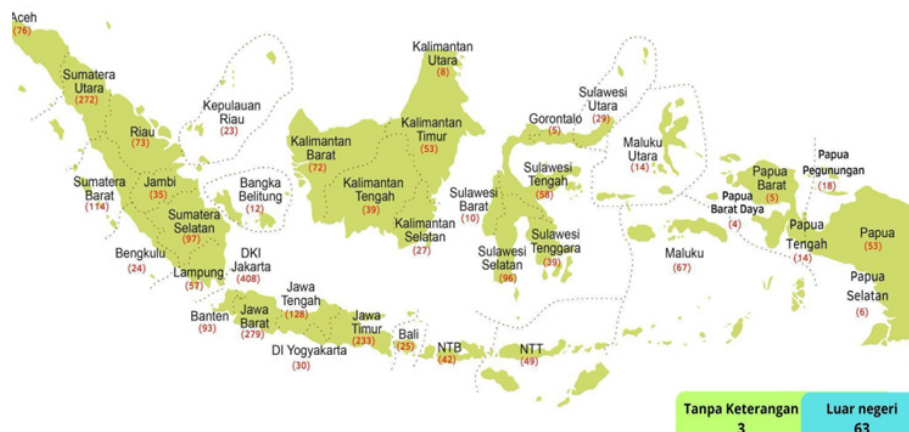 Aceh
(76)
Sumatera
Utara
(272)
Riau
(73)
Kepulauan
Riau
(23)
Sumatera
Barat
(114)
Jambi
(35)
Bangka
Belitung
(12)
Sumatera
Selatan
(97)
Bengkulu
(24)
Lampung
(57)
DKI
Jakarta
(408)
Banten
(93)
Jawa
Barat
(279)
Jawa
Tengah
(128)
DI Yogyakarta
(30)
Jawa
Timur
(233)
Bali
(25)
NTB
(42)
NTT
(49)
Kalimantan
Utara
(8)
Kalimantan
Barat
(72)
Kalimantan
Timur
(53)
Kalimantan
Tengah
(39)
Kalimantan
Selatan
(27)
Sulawesi
Utara
(29)
Gorontalo
(5)
Sulawesi
Tengah
(58)
Sulawesi
Barat
(10)
Sulawesi
Selatan
(96)
Sulawesi
Tenggara
(39)
Maluku
Utara
(14)
Maluku
(67)
Papua
Barat
(5)
Papua
Barat Daya
(4)
Papua
Pegunungan
(18)
Papua
Tengah
(14)
Papua
(53)
Papua
Selatan
(6)
Tanpa Keterangan
3
Luar negeri
63